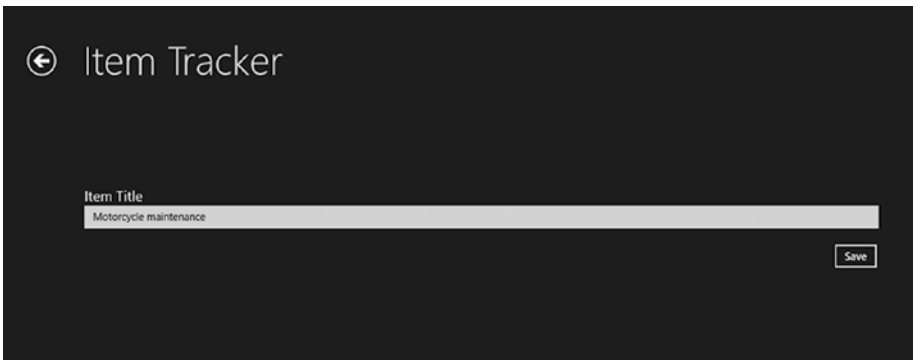 Item Tracker
Item Title
Motorcycle maintenance
Save